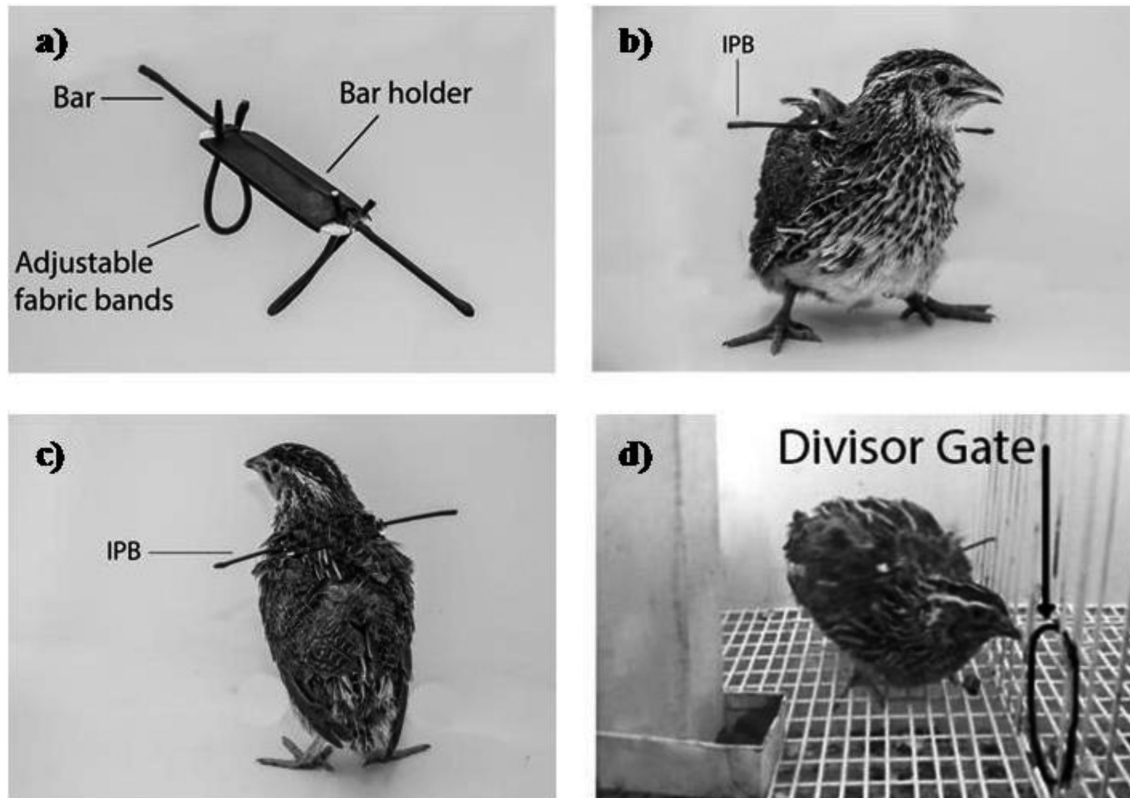 a)
Bar
Bar holder
Adjustable
fabric bands
b)
IPB
c)
IPB
d)
Divisor Gate